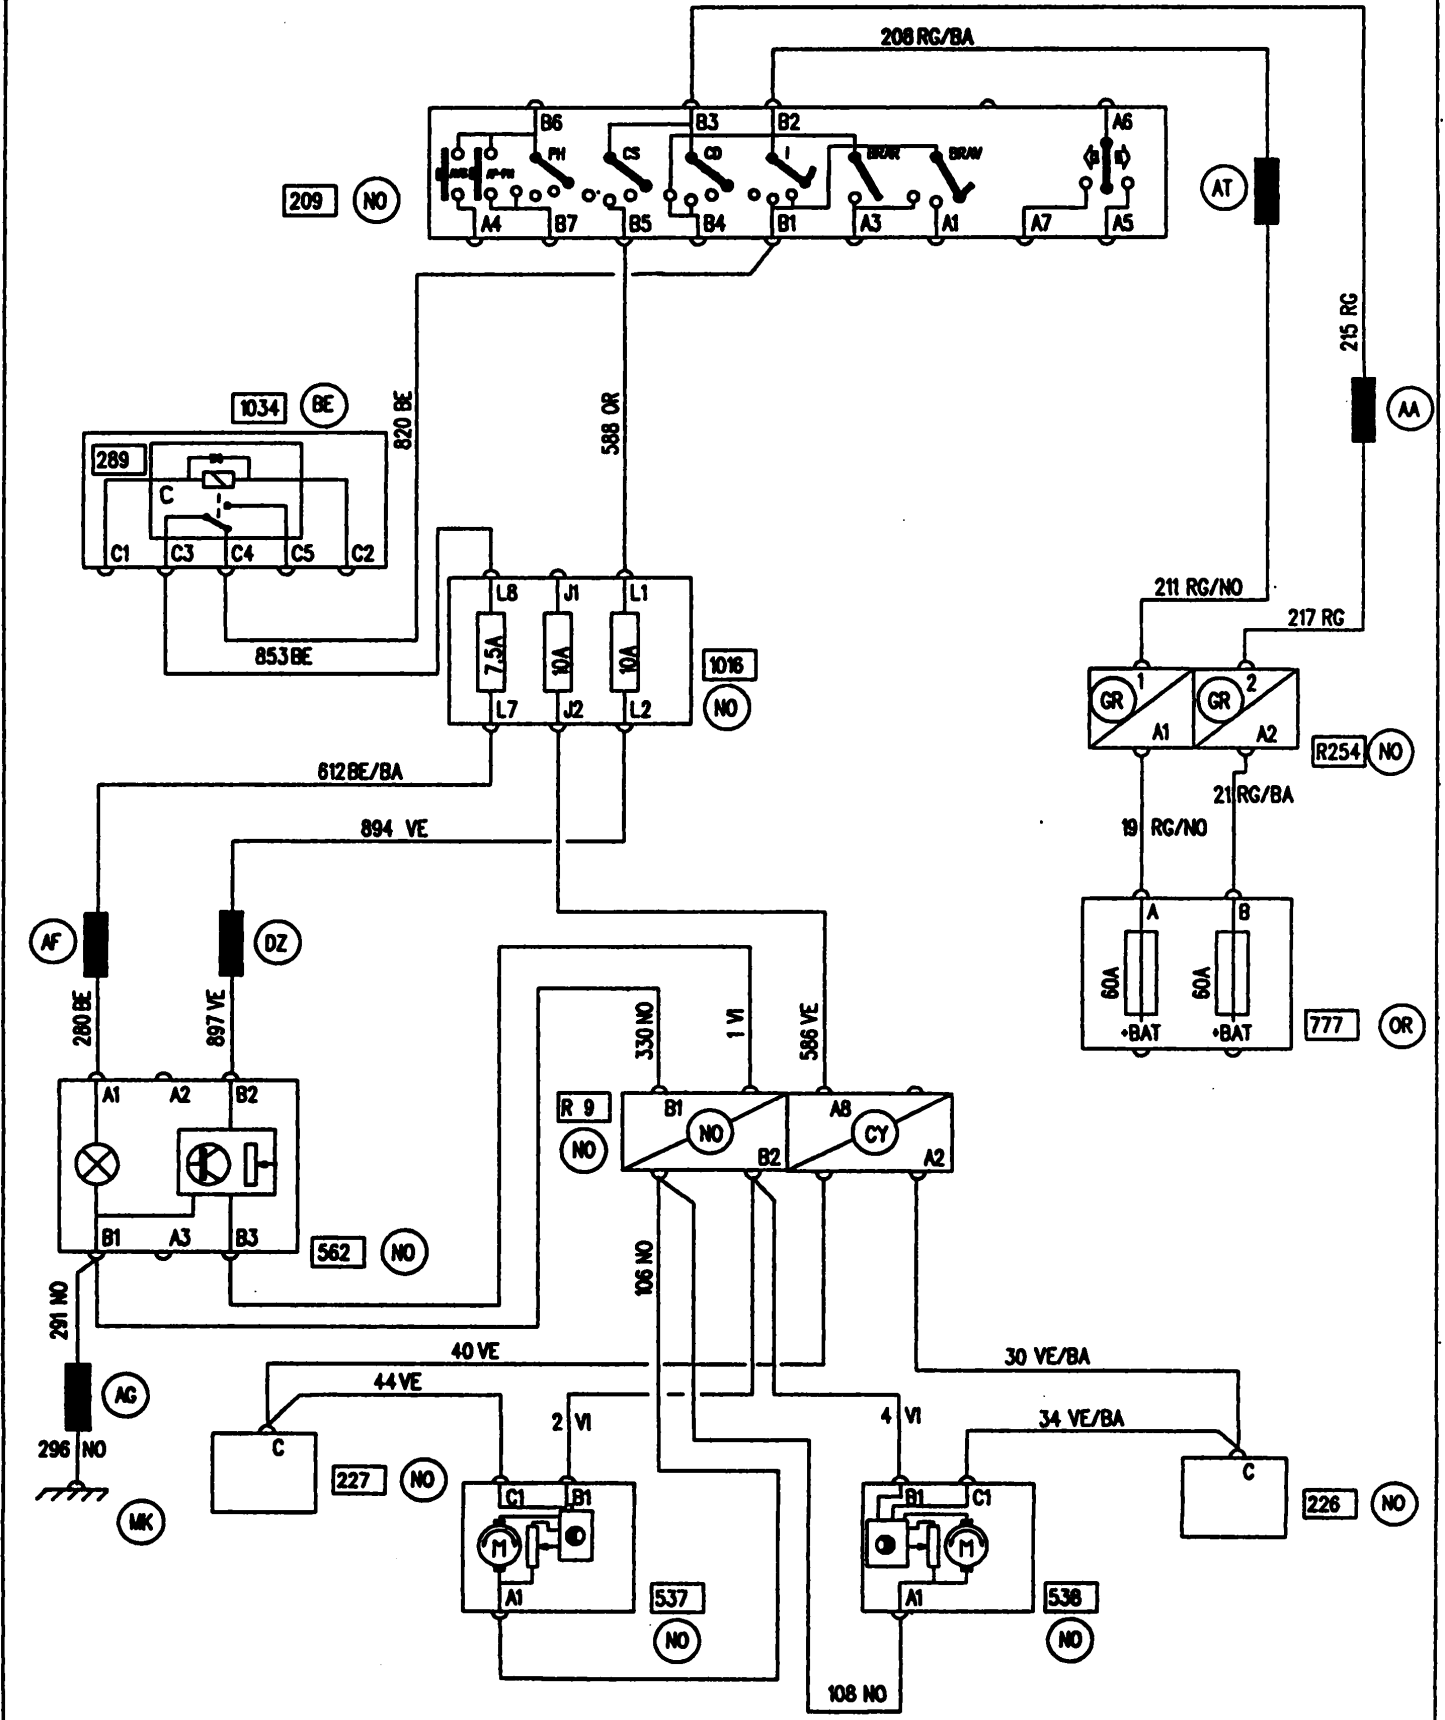 208 RG/BA
B6
B3
B2
A6
PH
CS
CD
I
BRAR
BRAV
AF-PH
209
NO
A4
B7
B5
B4
B1
A3
A1
A7
A5
AT
215 RG
AA
1034
BE
820 BE
588 OR
289
C
C1
C3
C4
C5
C2
L8
J1
L1
7.5A
10A
10A
853 BE
1016
NO
L7
J2
L2
211 RG/NO
217 RG
1
2
GR
GR
A1
A2
R254
NO
612 BE/BA
21 RG/BA
894 VE
19 RG/NO
A
B
AF
DZ
60A
60A
+BAT
+BAT
777
OR
280 BE
897 VE
330 NO
1 VI
586 VE
A1
A2
B2
R 9
NO
B1
NO
B2
A8
CY
A2
B1
A3
B3
562
NO
291 NO
106 NO
40 VE
30 VE/BA
44 VE
AG
2 VI
4 VI
34 VE/BA
296 NO
C
227
NO
C
226
NO
MK
C1
B1
M
A1
537
NO
B1
C1
M
A1
538
NO
108 NO